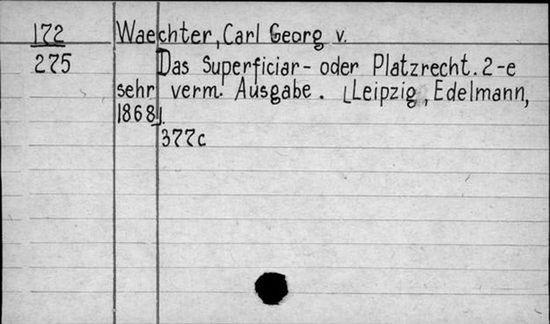 172 Waechter, Carl Georg v.
275 Das Superficiar- oder Platzrecht. 2-e
sehr verm. Ausgabe. [Leipzig, Edelmann,
1868].
377c